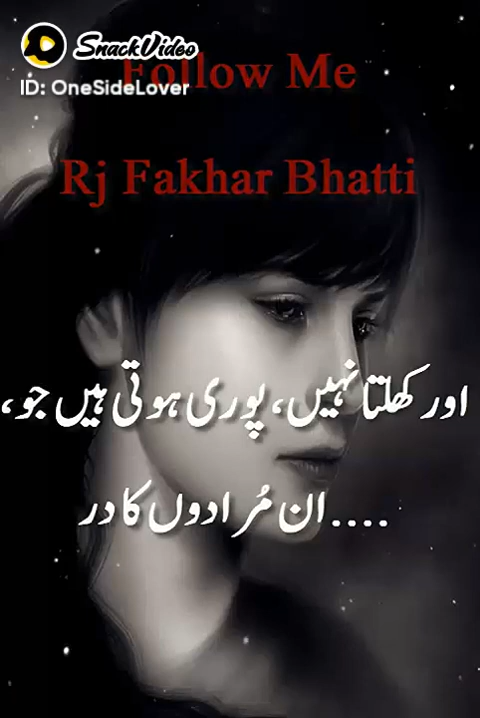 SnackVideo
ID: OneSideLover
Follow Me
Rj Fakhar Bhatti
اور کھلتا نہیں، پوری ہوتی ہیں جو،
ان مُرادوں کا در....